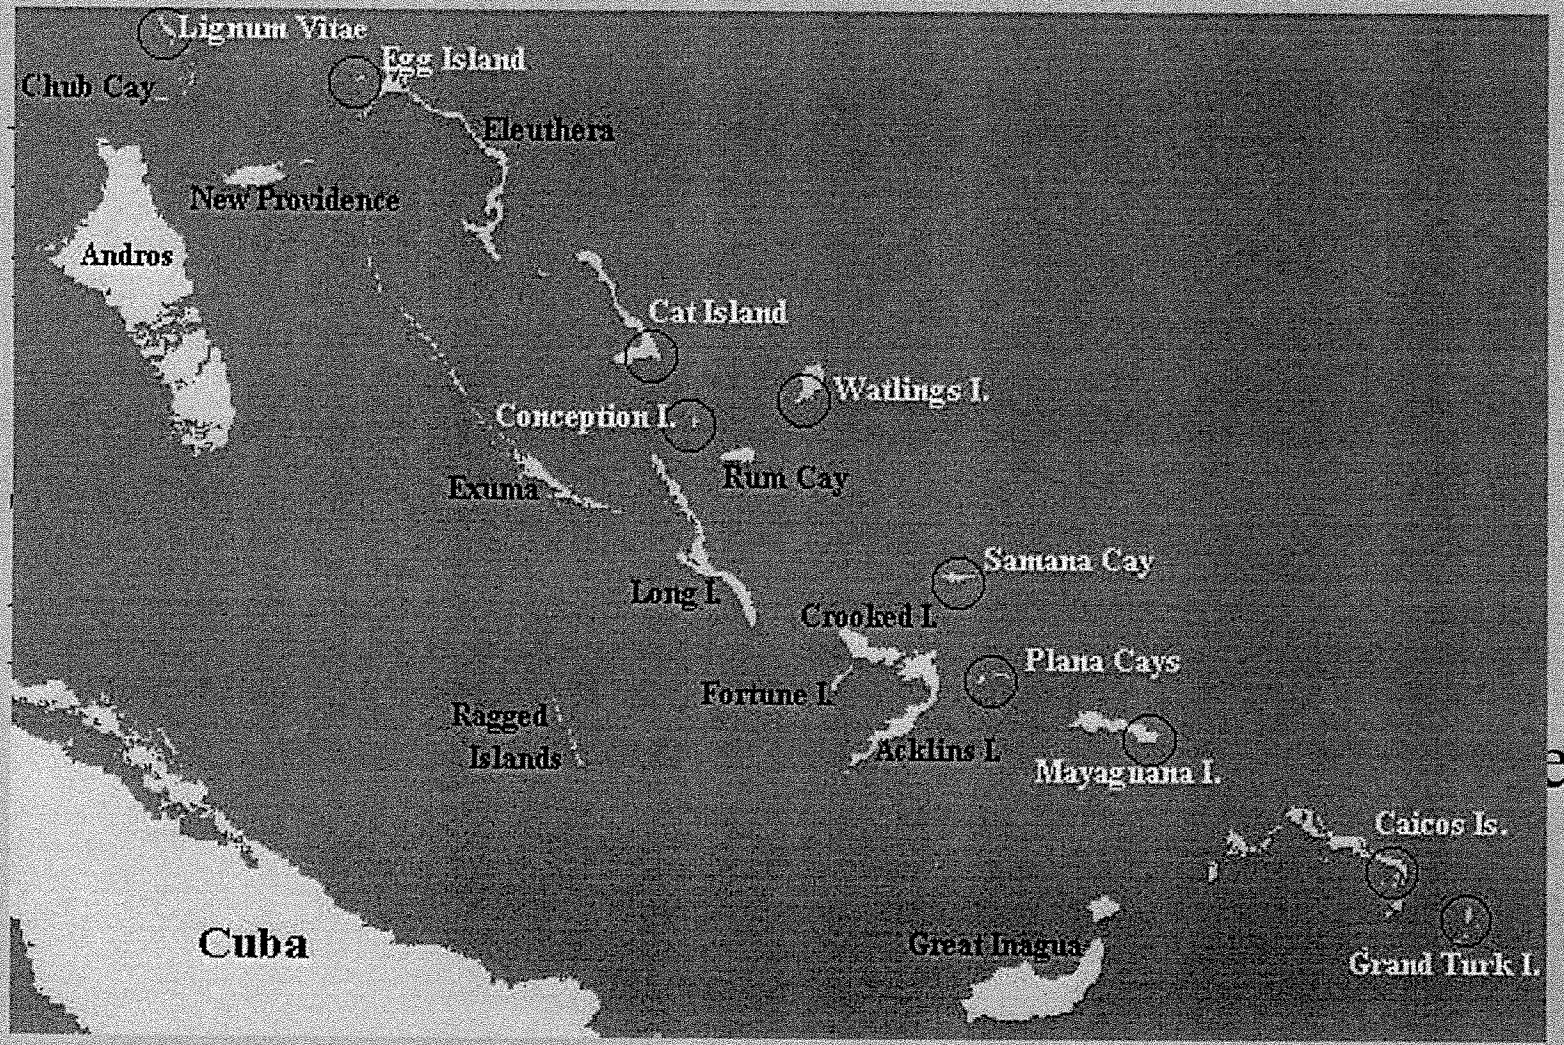 Lignum Vitae
Egg Island
Chub Cay
Eleuthera
New Providence
Andros
Cat Island
Watlings I.
Conception I.
Rum Cay
Exuma
Samana Cay
Long I.
Crooked I.
Plana Cays
Fortune I.
Ragged
Islands
Acklins I.
Mayaguana I.
e
Caicos Is.
Cuba
Great Inagua
Grand Turk I.